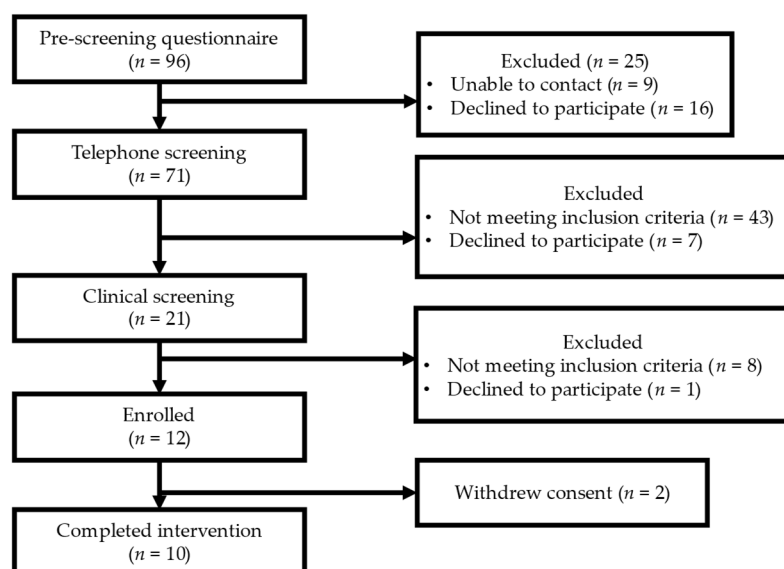 Pre-screening questionnaire
(n = 96)
Excluded (n = 25)
• Unable to contact (n = 9)
• Declined to participate (n = 16)
Telephone screening
(n = 71)
Excluded
• Not meeting inclusion criteria (n = 43)
• Declined to participate (n = 7)
Clinical screening
(n = 21)
Excluded
• Not meeting inclusion criteria (n = 8)
• Declined to participate (n = 1)
Enrolled
(n = 12)
Withdrew consent (n = 2)
Completed intervention
(n = 10)